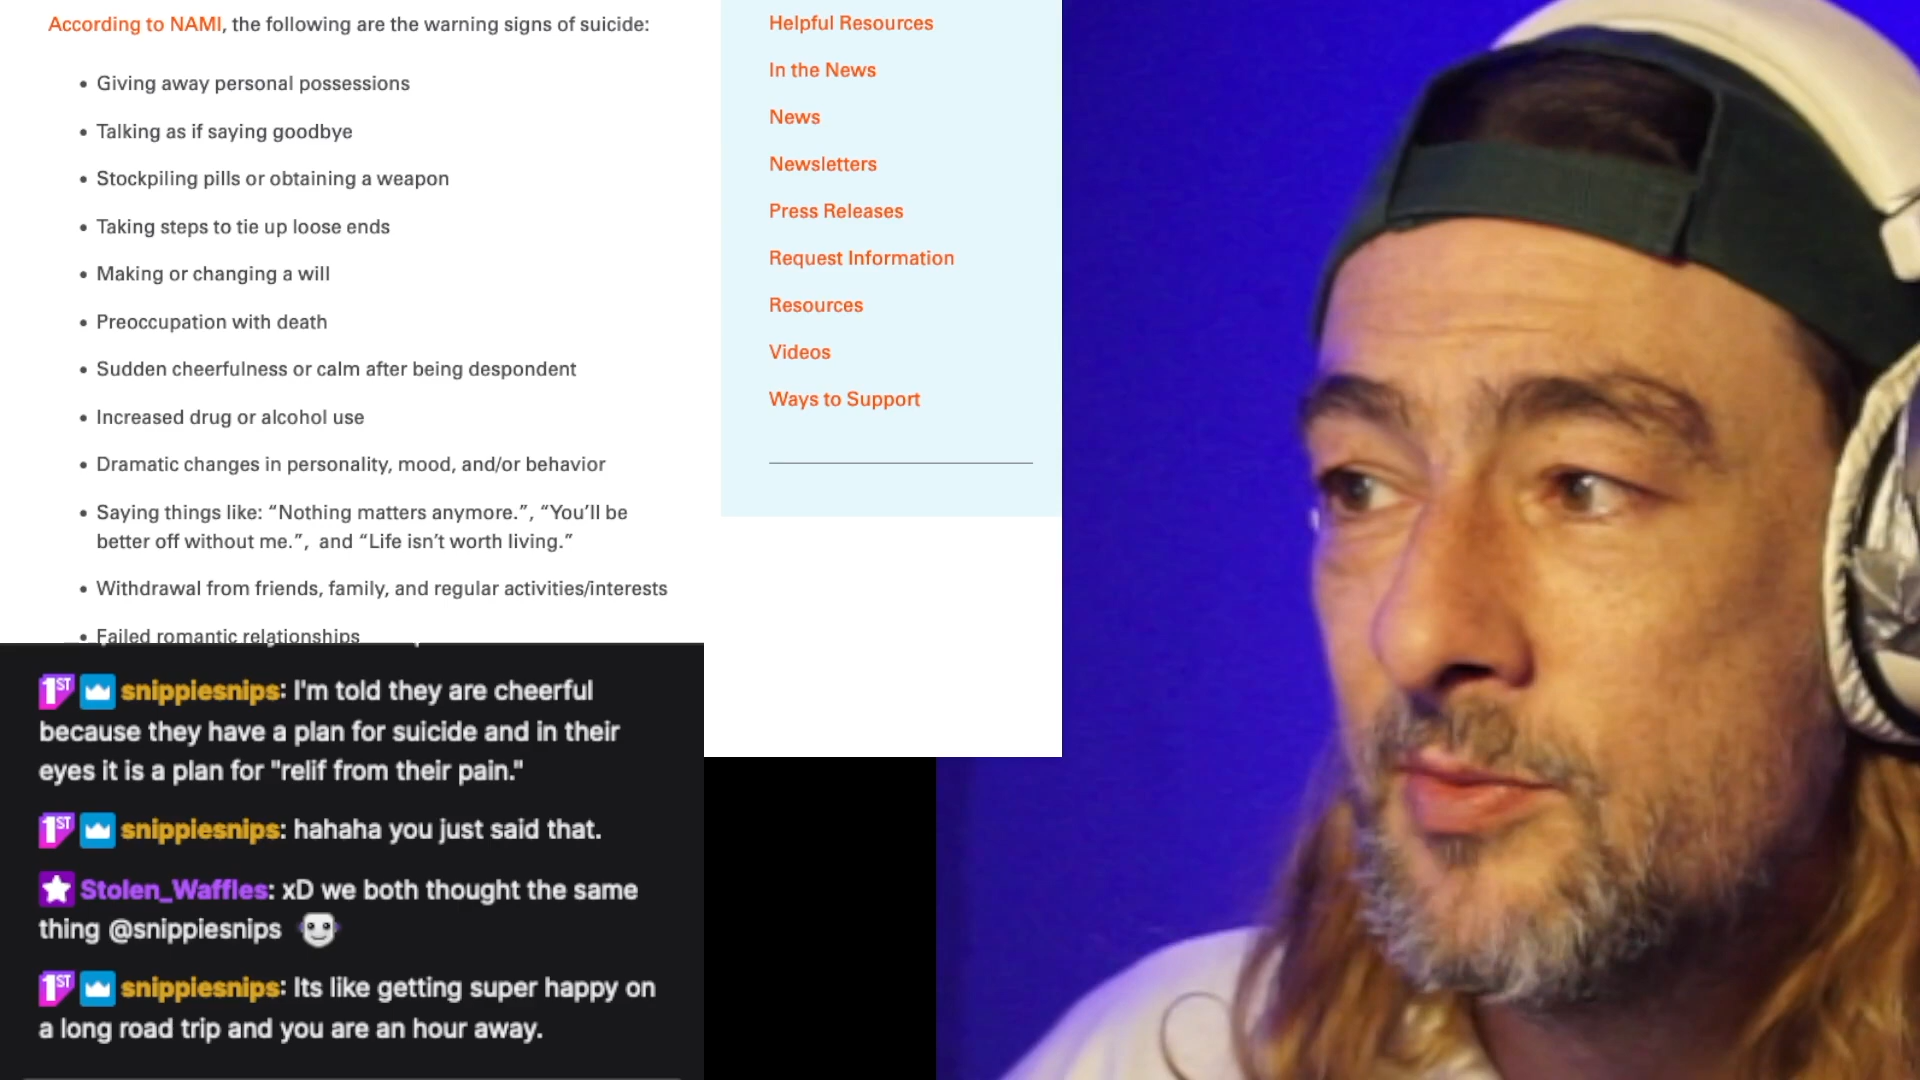 According to NAMI, the following are the warning signs of suicide:
• Giving away personal possessions
• Talking as if saying goodbye
• Stockpiling pills or obtaining a weapon
• Taking steps to tie up loose ends
• Making or changing a will
• Preoccupation with death
• Sudden cheerfulness or calm after being despondent
• Increased drug or alcohol use
• Dramatic changes in personality, mood, and/or behavior
• Saying things like: “Nothing matters anymore.”, “You’ll be
better off without me.”, and “Life isn’t worth living.”
• Withdrawal from friends, family, and regular activities/interests
• Failed romantic relationships
Helpful Resources
In the News
News
Newsletters
Press Releases
Request Information
Resources
Videos
Ways to Support
1ST snippiesnips: I'm told they are cheerful
because they have a plan for suicide and in their
eyes it is a plan for "relif from their pain."
1ST snippiesnips: hahaha you just said that.
Stolen_Waffles: xD we both thought the same
thing @snippiesnips
1ST snippiesnips: Its like getting super happy on
a long road trip and you are an hour away.